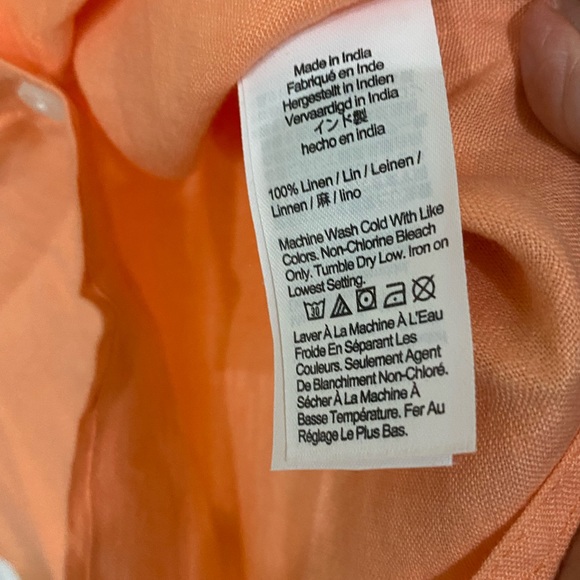 Made in India
Fabriqué en Inde
Hergestellt in Indien
Vervaardigd in India
インド製
hecho en india
100% Linen / Lin / Leinen /
Linnen / 麻 / lino
Machine Wash Cold With Like
Colors. Non-Chlorine Bleach
Only. Tumble Dry Low. Iron on
Lowest Setting.
30
Laver À La Machine À L'Eau
Froide En Séparant Les
Couleurs. Seulement Agent
De Blanchiment Non-Chloré.
Sécher À La Machine À
Basse Température. Fer Au
Réglage Le Plus Bas.